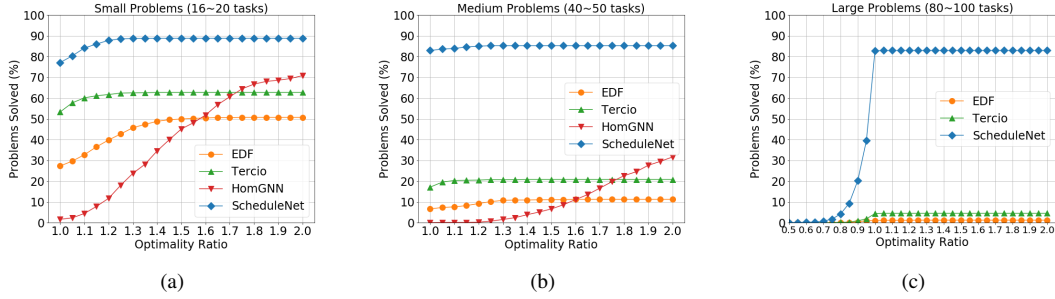 Small Problems (16~20 tasks)
Problems Solved (%)
100
90
80
70
60
50
40
30
20
10
0
EDF
Tercio
HomGNN
ScheduleNet
1.0 1.1 1.2 1.3 1.4 1.5 1.6 1.7 1.8 1.9 2.0
Optimality Ratio
(a)
Medium Problems (40~50 tasks)
Problems Solved (%)
100
90
80
70
60
50
40
30
20
10
0
EDF
Tercio
HomGNN
ScheduleNet
1.0 1.1 1.2 1.3 1.4 1.5 1.6 1.7 1.8 1.9 2.0
Optimality Ratio
(b)
Large Problems (80~100 tasks)
Problems Solved (%)
100
90
80
70
60
50
40
30
20
10
0
EDF
Tercio
ScheduleNet
0.5 0.6 0.7 0.8 0.9 1.0 1.1 1.2 1.3 1.4 1.5 1.6 1.7 1.8 1.9 2.0
Optimality Ratio
(c)